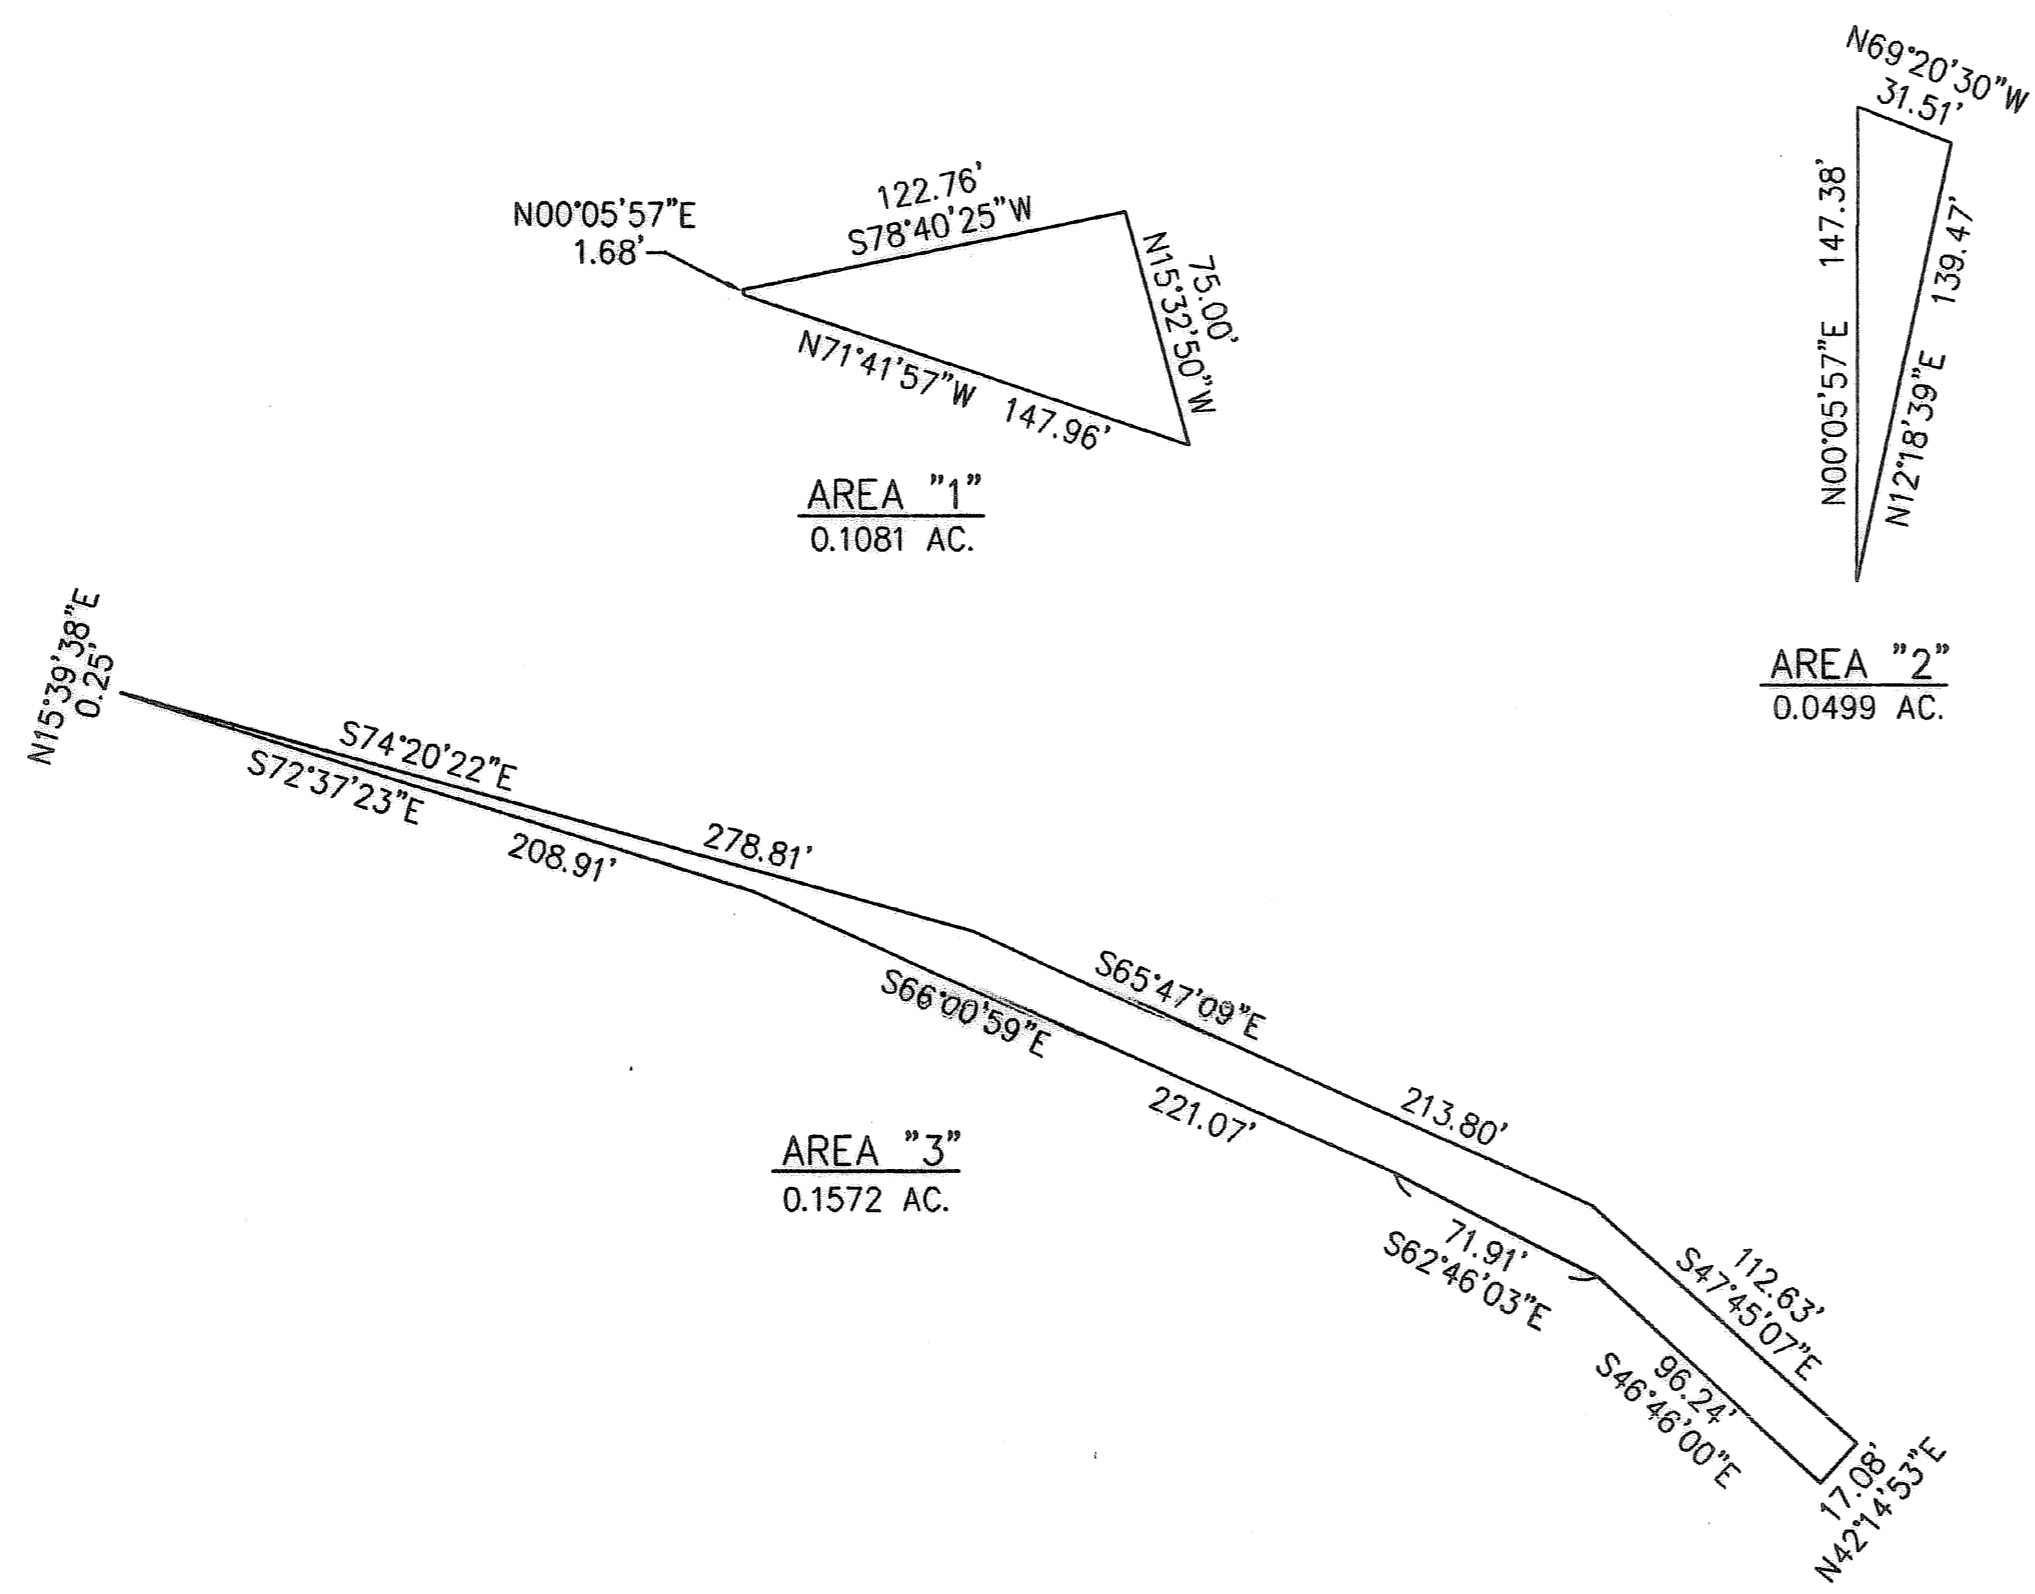 N00°05'57"E
1.68'
122.76'
S78°40'25"W
75.00'
N15°32'50"W
N71°41'57"W 147.96'
AREA "1"
0.1081 AC.
N69°20'30"W
31.51'
N00°05'57"E 147.38'
N12°18'39"E 139.47'
AREA "2"
0.0499 AC.
N15°39'38"E
0.25'
S74°20'22"E 278.81'
S72°37'23"E 208.91'
S65°47'09"E 213.80'
S66°00'59"E 221.07'
AREA "3"
0.1572 AC.
71.91'
S62°46'03"E
112.63'
S47°45'07"E
96.24'
S46°46'00"E
17.08'
N42°14'53"E